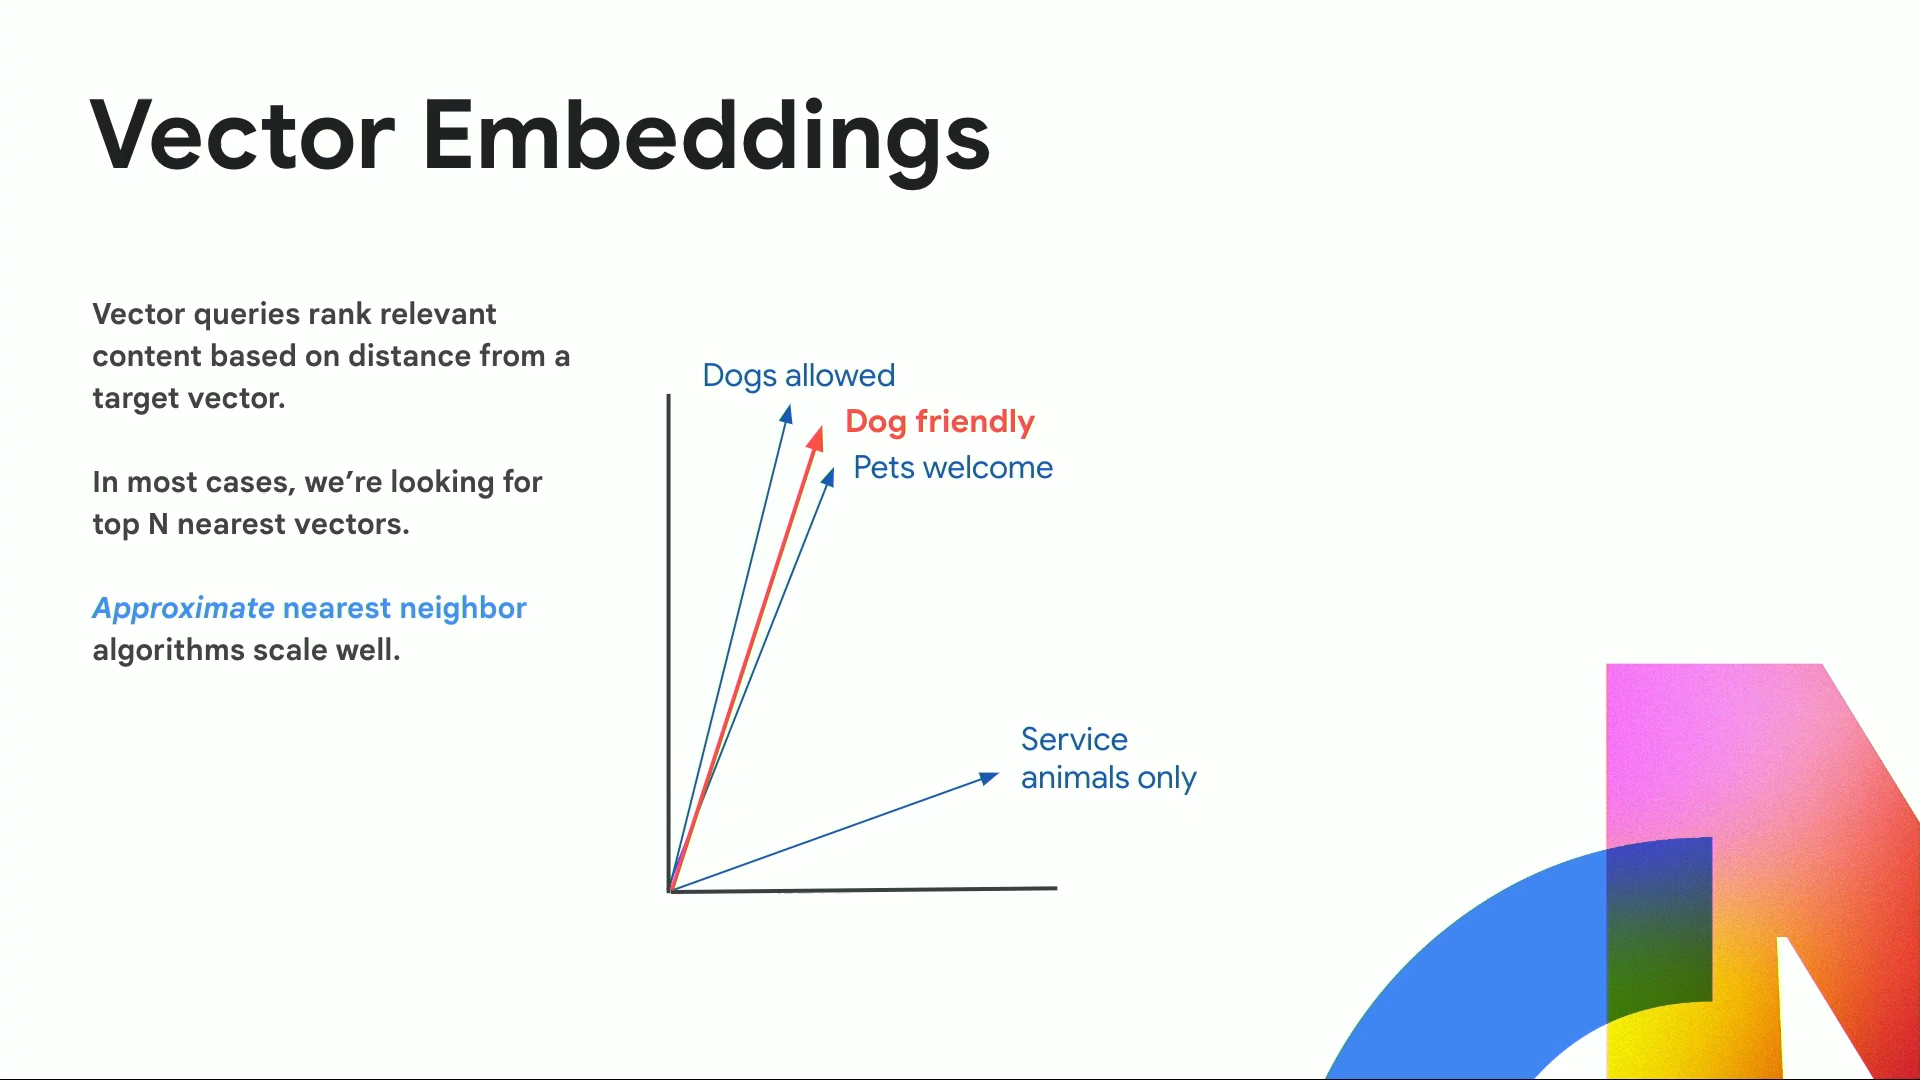 Vector Embeddings
Vector queries rank relevant
content based on distance from a
target vector.
In most cases, we’re looking for
top N nearest vectors.
Approximate nearest neighbor
algorithms scale well.
Dogs allowed
Dog friendly
Pets welcome
Service
animals only